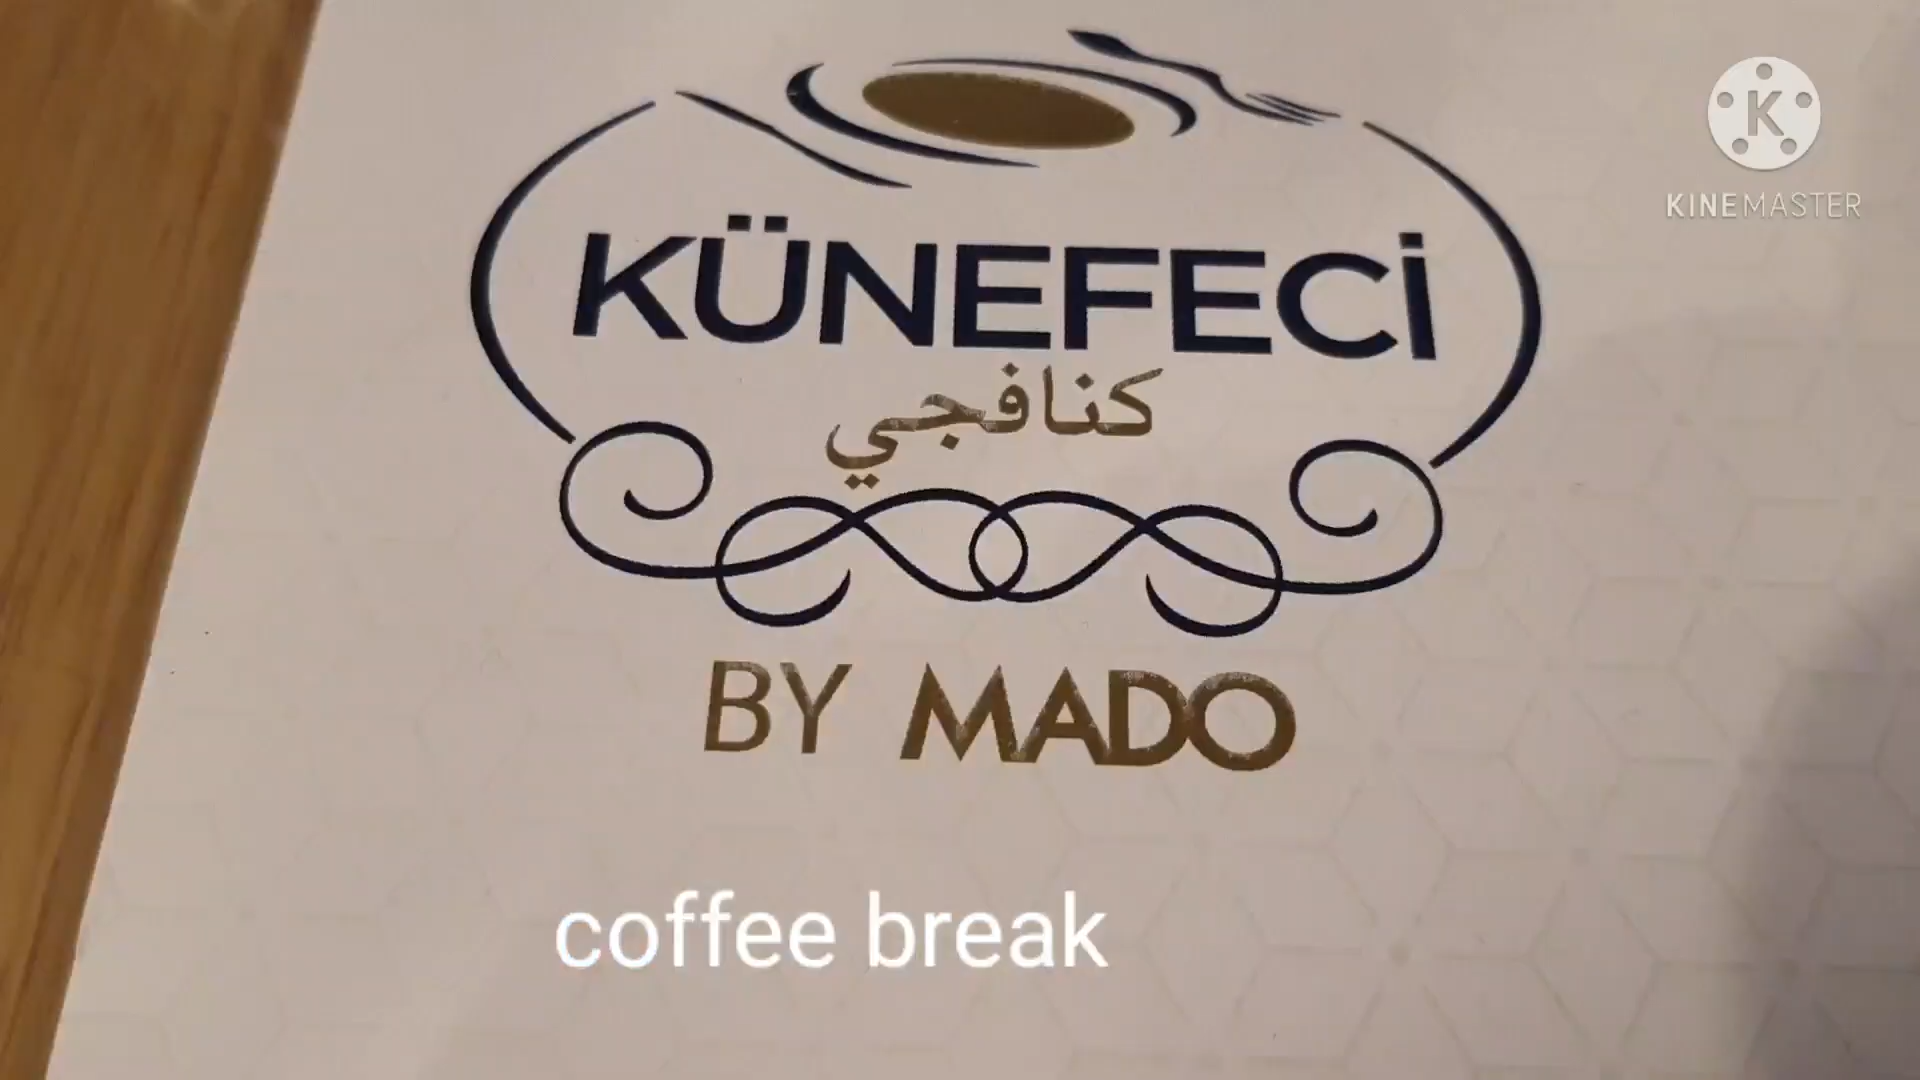 K
KINEMASTER
KÜNEFECİ
كنافجي
BY MADO
coffee break